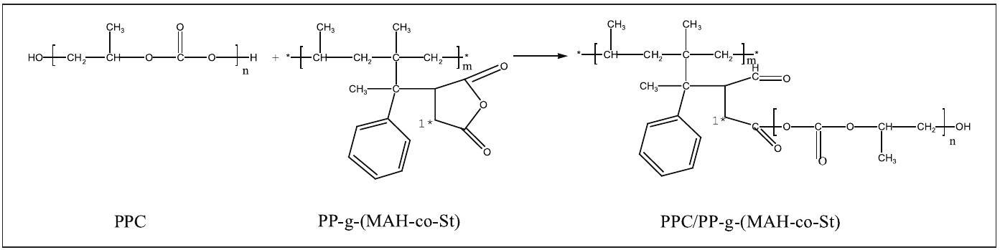 CH3 O CH3 CH3 CH3 CH3
HO [ CH2 CH O C O ] H n + * [ CH CH2 C CH2 ] * m * [ CH CH2 C CH2 ] * m
CH3 C O O O 1* CH3 C H C O 1* C O [ O C O O CH CH2 ] OH n CH3
PPC PP-g-(MAH-co-St) PPC/PP-g-(MAH-co-St)